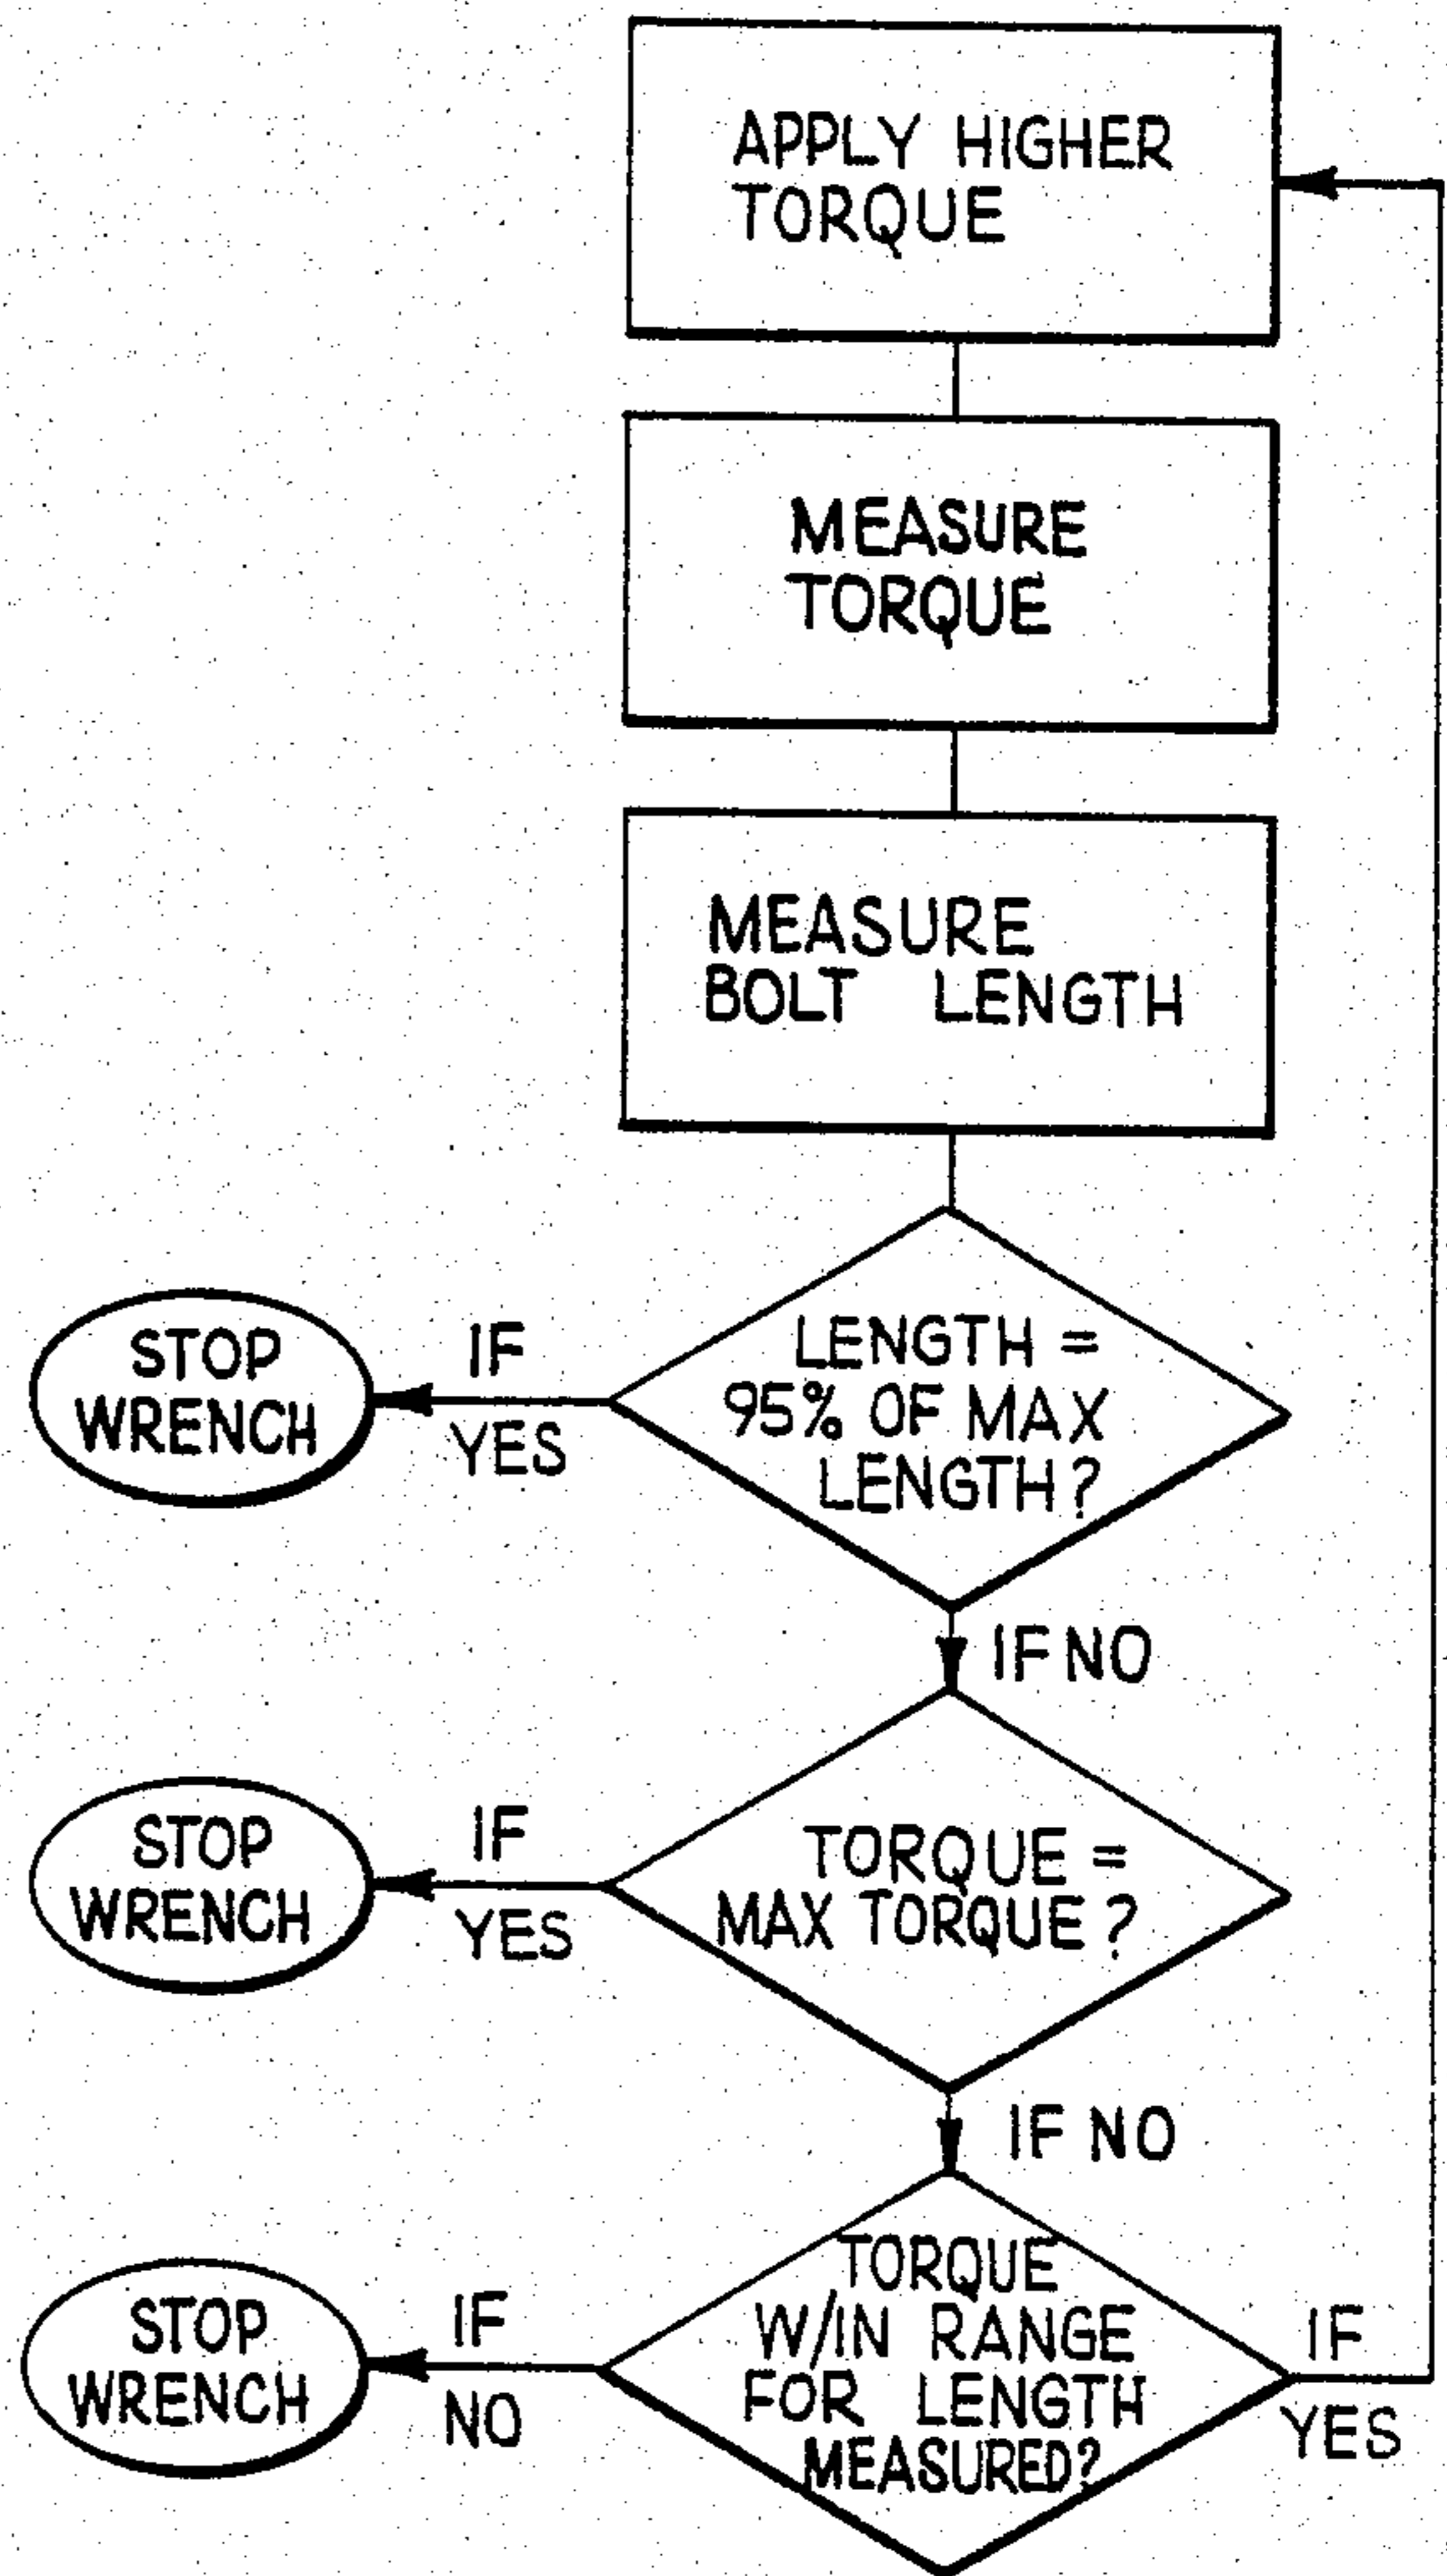 APPLY HIGHER
TORQUE
MEASURE
TORQUE
MEASURE
BOLT LENGTH
LENGTH =
95% OF MAX
LENGTH?
IF
YES
STOP
WRENCH
IF NO
TORQUE =
MAX TORQUE?
IF
YES
STOP
WRENCH
IF NO
TORQUE
W/IN RANGE
FOR LENGTH
MEASURED?
IF
NO
STOP
WRENCH
IF
YES